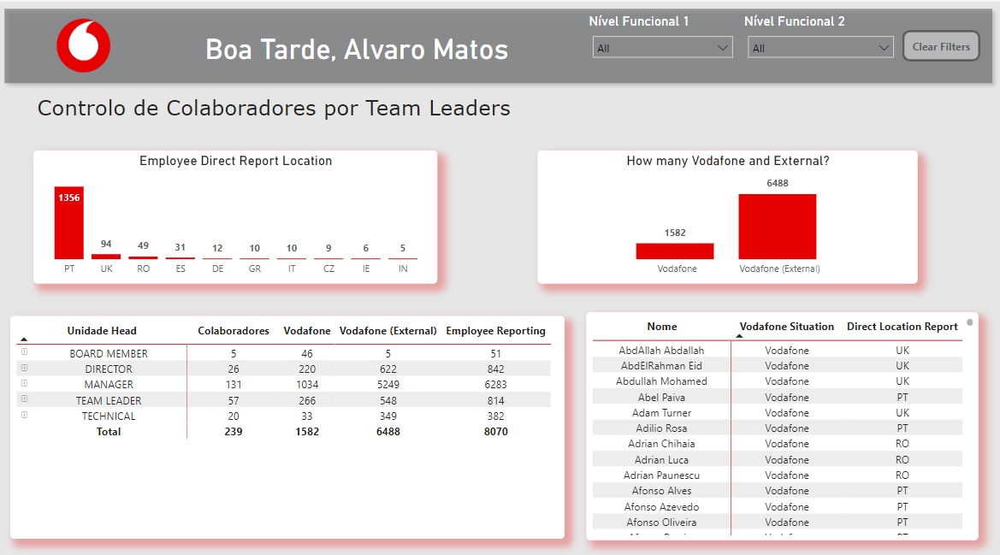 Boa Tarde, Alvaro Matos
Nível Funcional 1
All
Nível Funcional 2
All
Clear Filters
Controlo de Colaboradores por Team Leaders
Employee Direct Report Location
1356 94 49 31 12 10 10 9 6 5
PT UK RO ES DE GR IT CZ IE IN
How many Vodafone and External?
1582 6488
Vodafone Vodafone (External)
Unidade Head Colaboradores Vodafone Vodafone (External) Employee Reporting
BOARD MEMBER 5 46 5 51
DIRECTOR 26 220 622 842
MANAGER 131 1034 5249 6283
TEAM LEADER 57 266 548 814
TECHNICAL 20 33 349 382
Total 239 1582 6488 8070
Nome Vodafone Situation Direct Location Report
AbdAllah Abdallah Vodafone UK
AbdElRahman Eid Vodafone UK
Abdullah Mohamed Vodafone UK
Abel Paiva Vodafone PT
Adam Turner Vodafone UK
Adilio Rosa Vodafone PT
Adrian Chihaia Vodafone RO
Adrian Luca Vodafone RO
Adrian Paunescu Vodafone RO
Afonso Alves Vodafone PT
Afonso Azevedo Vodafone PT
Afonso Oliveira Vodafone PT